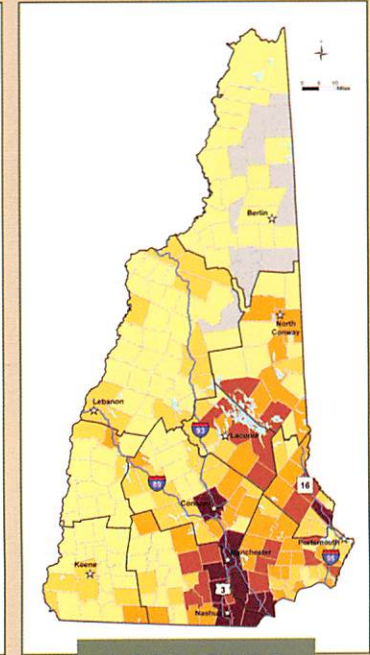 Miles
Berlin
North
Conway
Lebanon
93
Laconia
89
16
Concord
Portsmouth
95
Manchester
Keene
3
Nashua